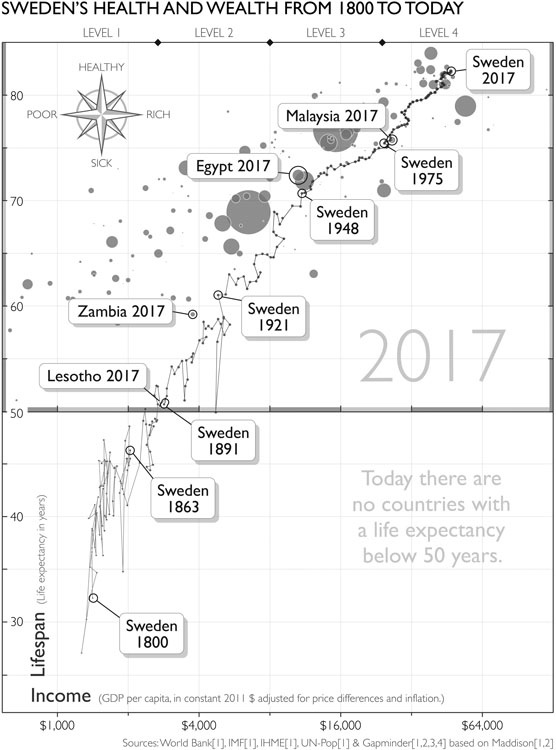 SWEDEN'S HEALTH AND WEALTH FROM 1800 TO TODAY
LEVEL 1 LEVEL 2 LEVEL 3 LEVEL 4
HEALTHY
POOR RICH
SICK
80
70
60
50
40
30
Sweden
2017
Malaysia 2017
Sweden
1975
Egypt 2017
Sweden
1948
Zambia 2017
Sweden
1921
2017
Lesotho 2017
Sweden
1891
Sweden
1863
Today there are
no countries with
a life expectancy
below 50 years.
Sweden
1800
Lifespan (Life expectancy in years)
Income (GDP per capita, in constant 2011 $ adjusted for price differences and inflation.)
$1,000 $4,000 $16,000 $64,000
Sources: World Bank[1], IMF[1], IHME[1], UN-Pop[1] & Gapminder[1,2,3,4] based on Maddison[1,2]